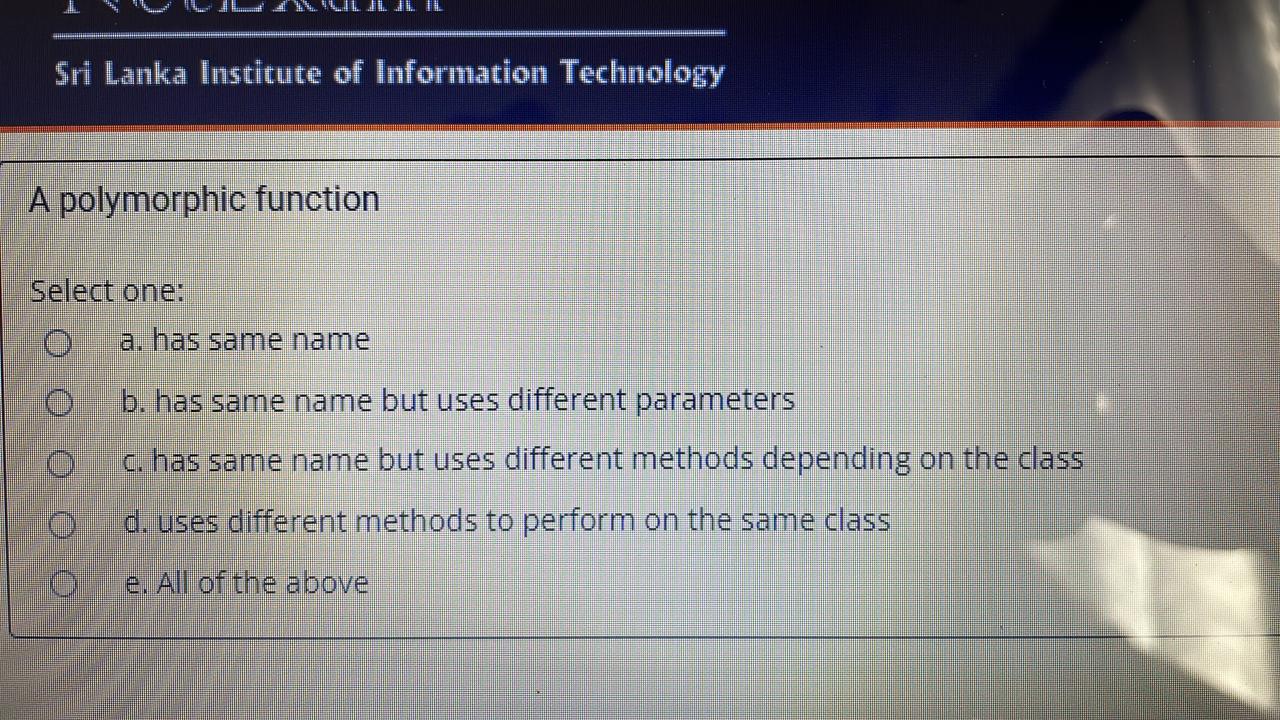 Sri Lanka Institute of Information Technology
A polymorphic function
Select one:
a. has same name
b. has same name but uses different parameters
c. has same name but uses different methods depending on the class
d. uses different methods to perform on the same class
e. All of the above